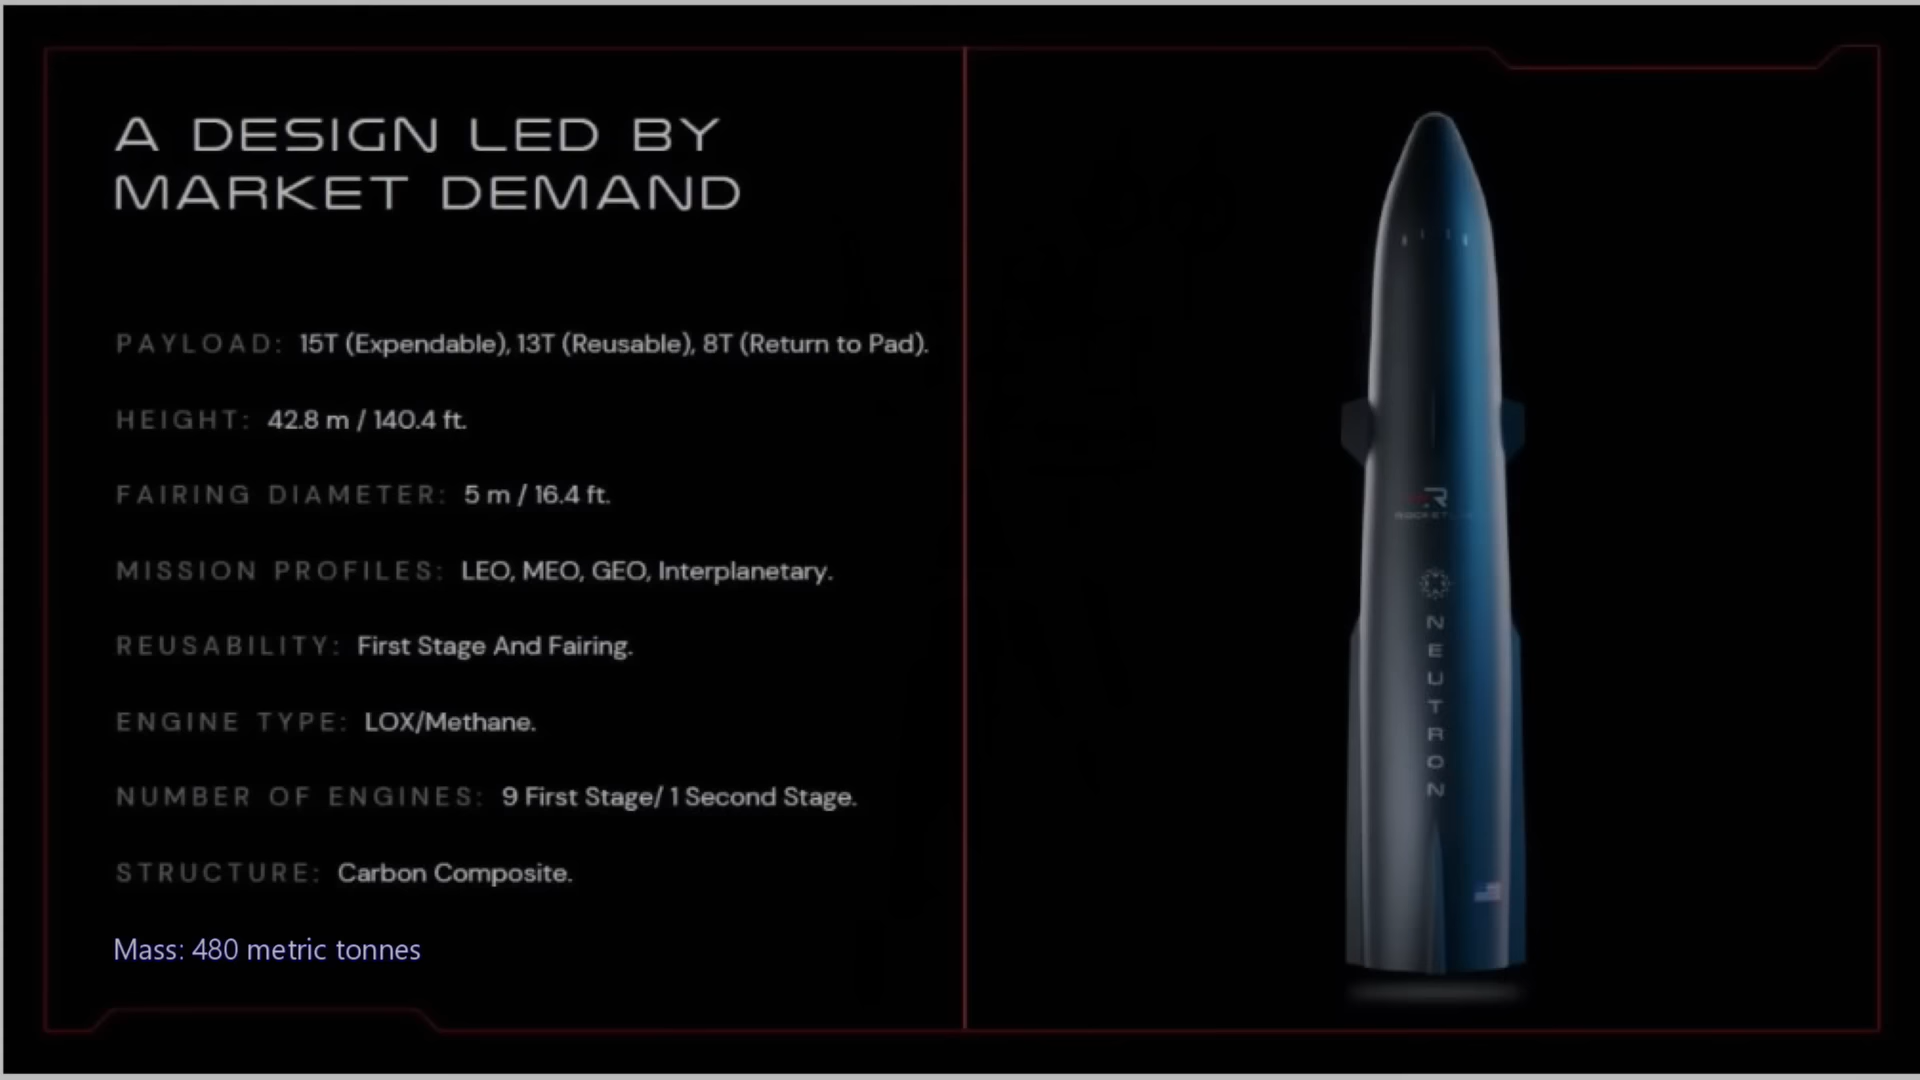 A DESIGN LED BY
MARKET DEMAND
PAYLOAD: 15T (Expendable), 13T (Reusable), 8T (Return to Pad).
HEIGHT: 42.8 m / 140.4 ft.
FAIRING DIAMETER: 5 m / 16.4 ft.
MISSION PROFILES: LEO, MEO, GEO, Interplanetary.
REUSABILITY: First Stage And Fairing.
ENGINE TYPE: LOX/Methane.
NUMBER OF ENGINES: 9 First Stage/ 1 Second Stage.
STRUCTURE: Carbon Composite.
Mass: 480 metric tonnes
NEUTRON